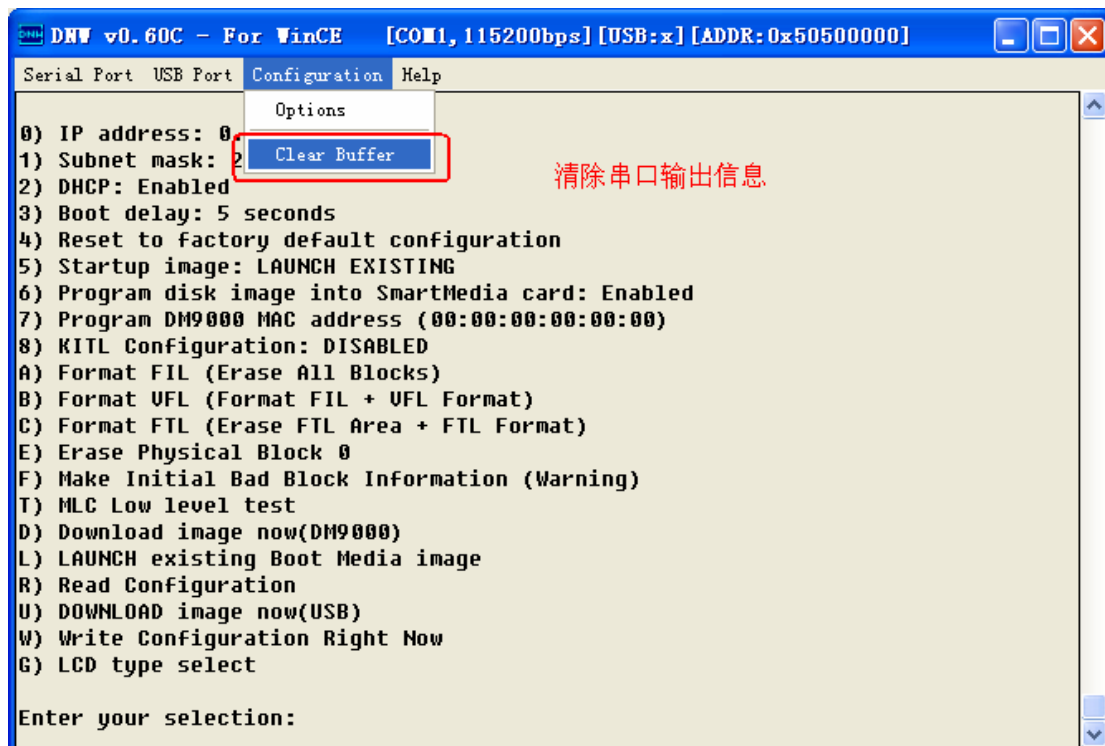 DNW v0.60C - For WinCE [COM1,115200bps][USB:x][ADDR:0x50500000]
Serial Port USB Port Configuration Help
Options
Clear Buffer
清除串口输出信息
0) IP address: 0.
1) Subnet mask: 2
2) DHCP: Enabled
3) Boot delay: 5 seconds
4) Reset to factory default configuration
5) Startup image: LAUNCH EXISTING
6) Program disk image into SmartMedia card: Enabled
7) Program DM9000 MAC address (00:00:00:00:00:00)
8) KITL Configuration: DISABLED
A) Format FIL (Erase All Blocks)
B) Format VFL (Format FIL + VFL Format)
C) Format FTL (Erase FTL Area + FTL Format)
E) Erase Physical Block 0
F) Make Initial Bad Block Information (Warning)
T) MLC Low level test
D) Download image now(DM9000)
L) LAUNCH existing Boot Media image
R) Read Configuration
U) DOWNLOAD image now(USB)
W) Write Configuration Right Now
G) LCD type select
Enter your selection: